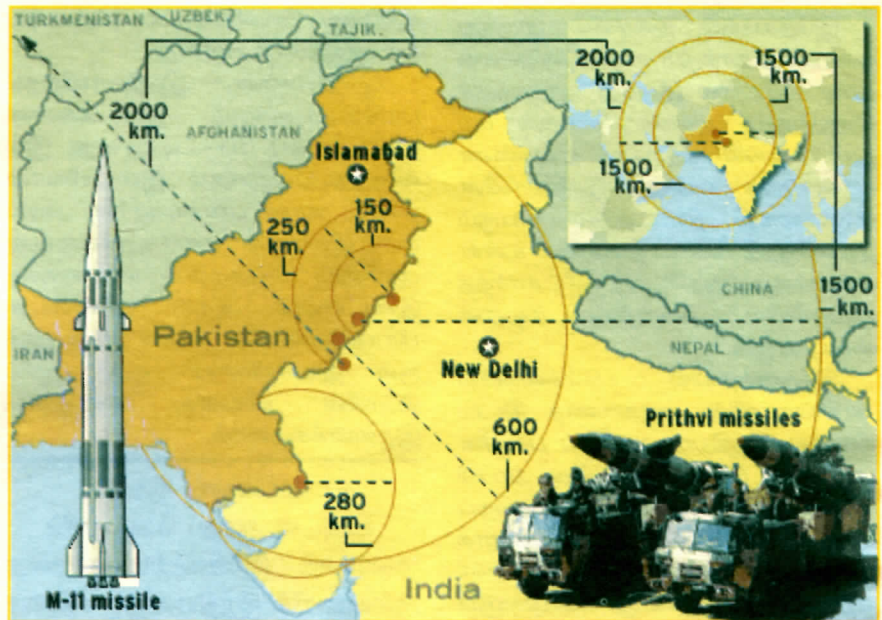 TURKMENISTAN
UZBEK.
TAJIK.
2000
km.
AFGHANISTAN
Islamabad
250
km.
150
km.
Pakistan
IRAN
New Delhi
600
km.
280
km.
India
M-11 missile
Prithvi missiles
CHINA
NEPAL
1500
km.
2000
km.
1500
km.
1500
km.